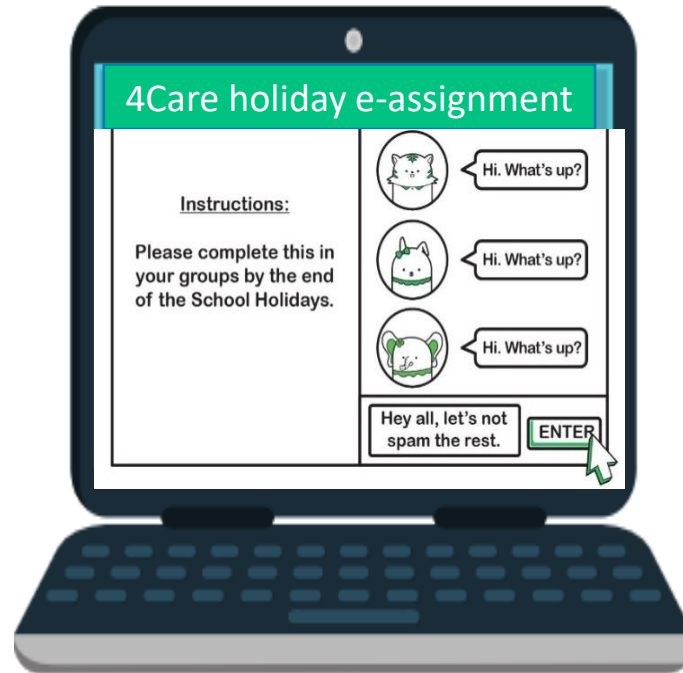 4Care holiday e-assignment
Instructions:
Please complete this in
your groups by the end
of the School Holidays.
Hi. What's up?
Hi. What's up?
Hi. What's up?
Hey all, let's not
spam the rest.
ENTER